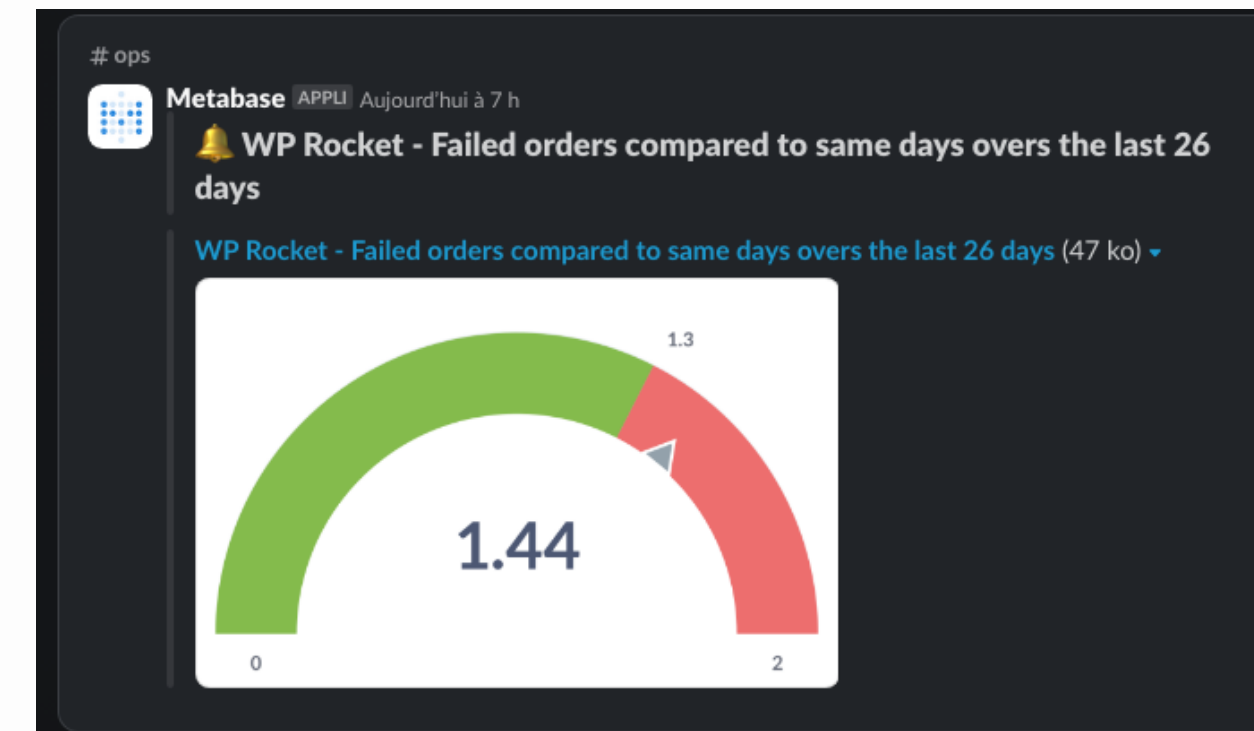 # ops
Metabase APPLI Aujourd'hui à 7 h
WP Rocket - Failed orders compared to same days overs the last 26
days
WP Rocket - Failed orders compared to same days overs the last 26 days (47 ko)
1.3
1.44
0 2